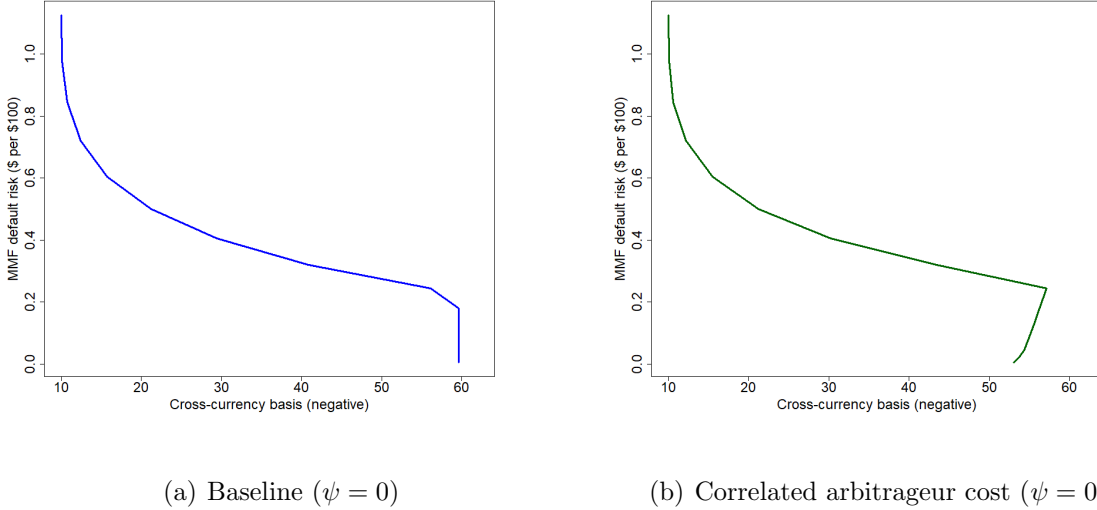 MMF default risk ($ per $100)
0.0 0.2 0.4 0.6 0.8 1.0
10 20 30 40 50 60
Cross-currency basis (negative)
(a) Baseline (ψ = 0)
MMF default risk ($ per $100)
0.0 0.2 0.4 0.6 0.8 1.0
10 20 30 40 50 60
Cross-currency basis (negative)
(b) Correlated arbitrageur cost (ψ = 0